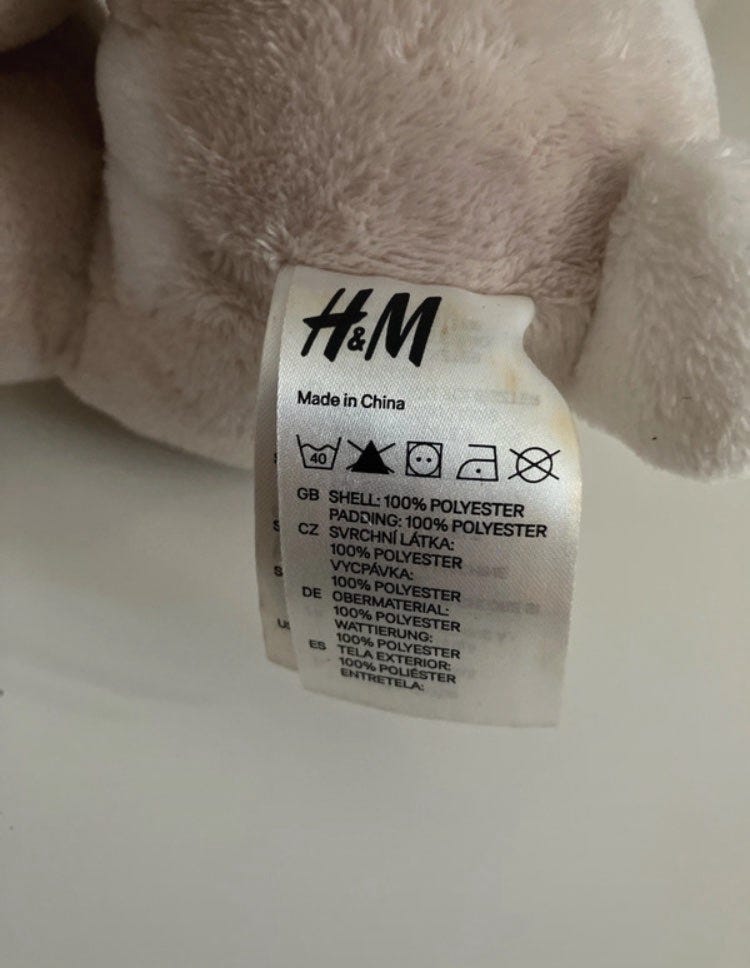 H&M
Made in China
40
GB SHELL: 100% POLYESTER
PADDING: 100% POLYESTER
CZ SVRCHNÍ LÁTKA:
100% POLYESTER
VYCPÁVKA:
100% POLYESTER
DE OBERMATERIAL:
100% POLYESTER
WATTIERUNG:
100% POLYESTER
ES TELA EXTERIOR:
100% POLIÉSTER
ENTRETELA: